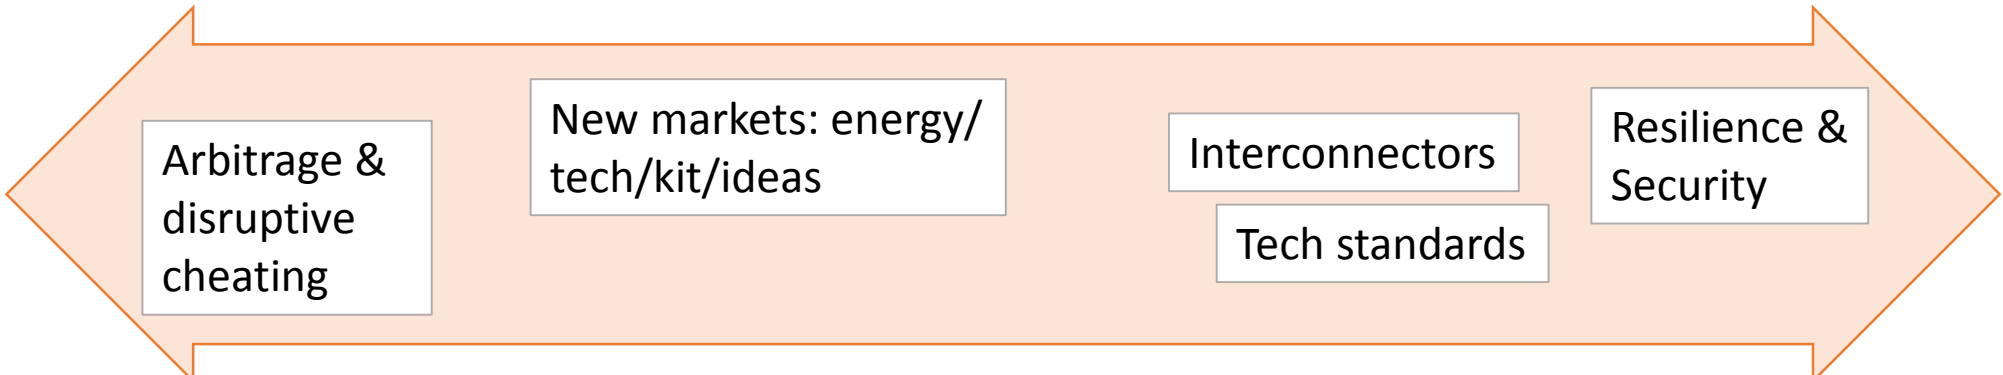 Arbitrage &
disruptive
cheating
New markets: energy/
tech/kit/ideas
Interconnectors
Tech standards
Resilience &
Security